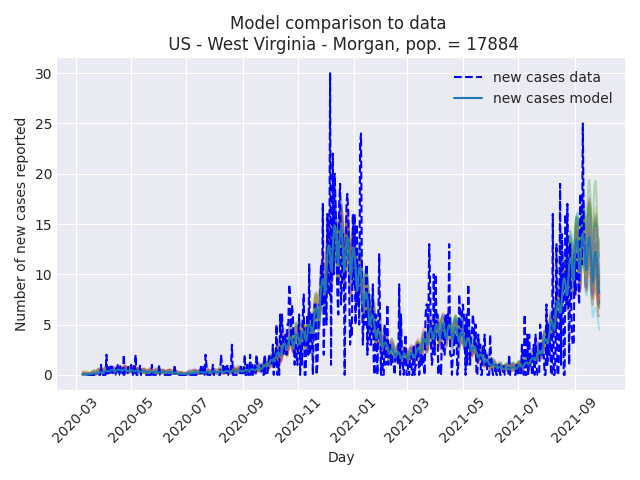 Model comparison to data
US - West Virginia - Morgan, pop. = 17884
new cases data
new cases model
Number of new cases reported
30
25
20
15
10
5
0
2020-03
2020-05
2020-07
2020-09
2020-11
2021-01
2021-03
2021-05
2021-07
2021-09
Day